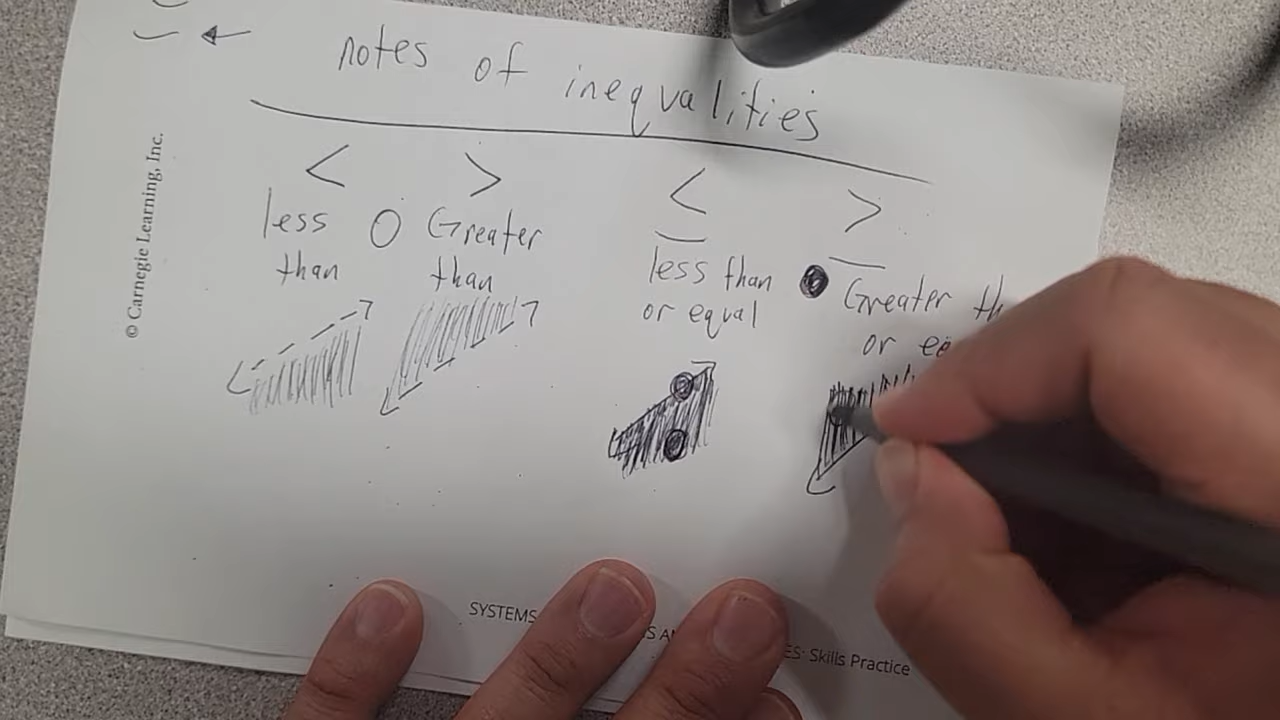 notes of inequalities
< > ≤ ≥
less than
Greater than
less than or equal
Greater
or
© Carnegie Learning, Inc.
SYSTEMS
Skills Practice